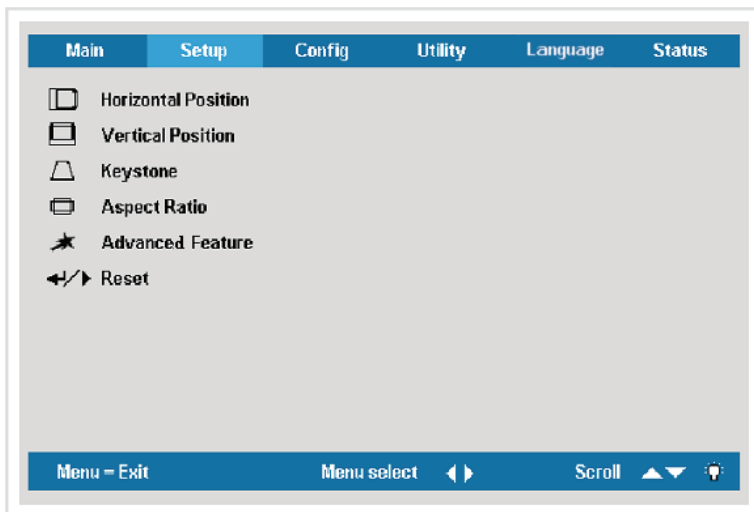 Main Setup Config Utility Language Status
Horizontal Position
Vertical Position
Keystone
Aspect Ratio
Advanced Feature
Reset
Menu = Exit Menu select Scroll